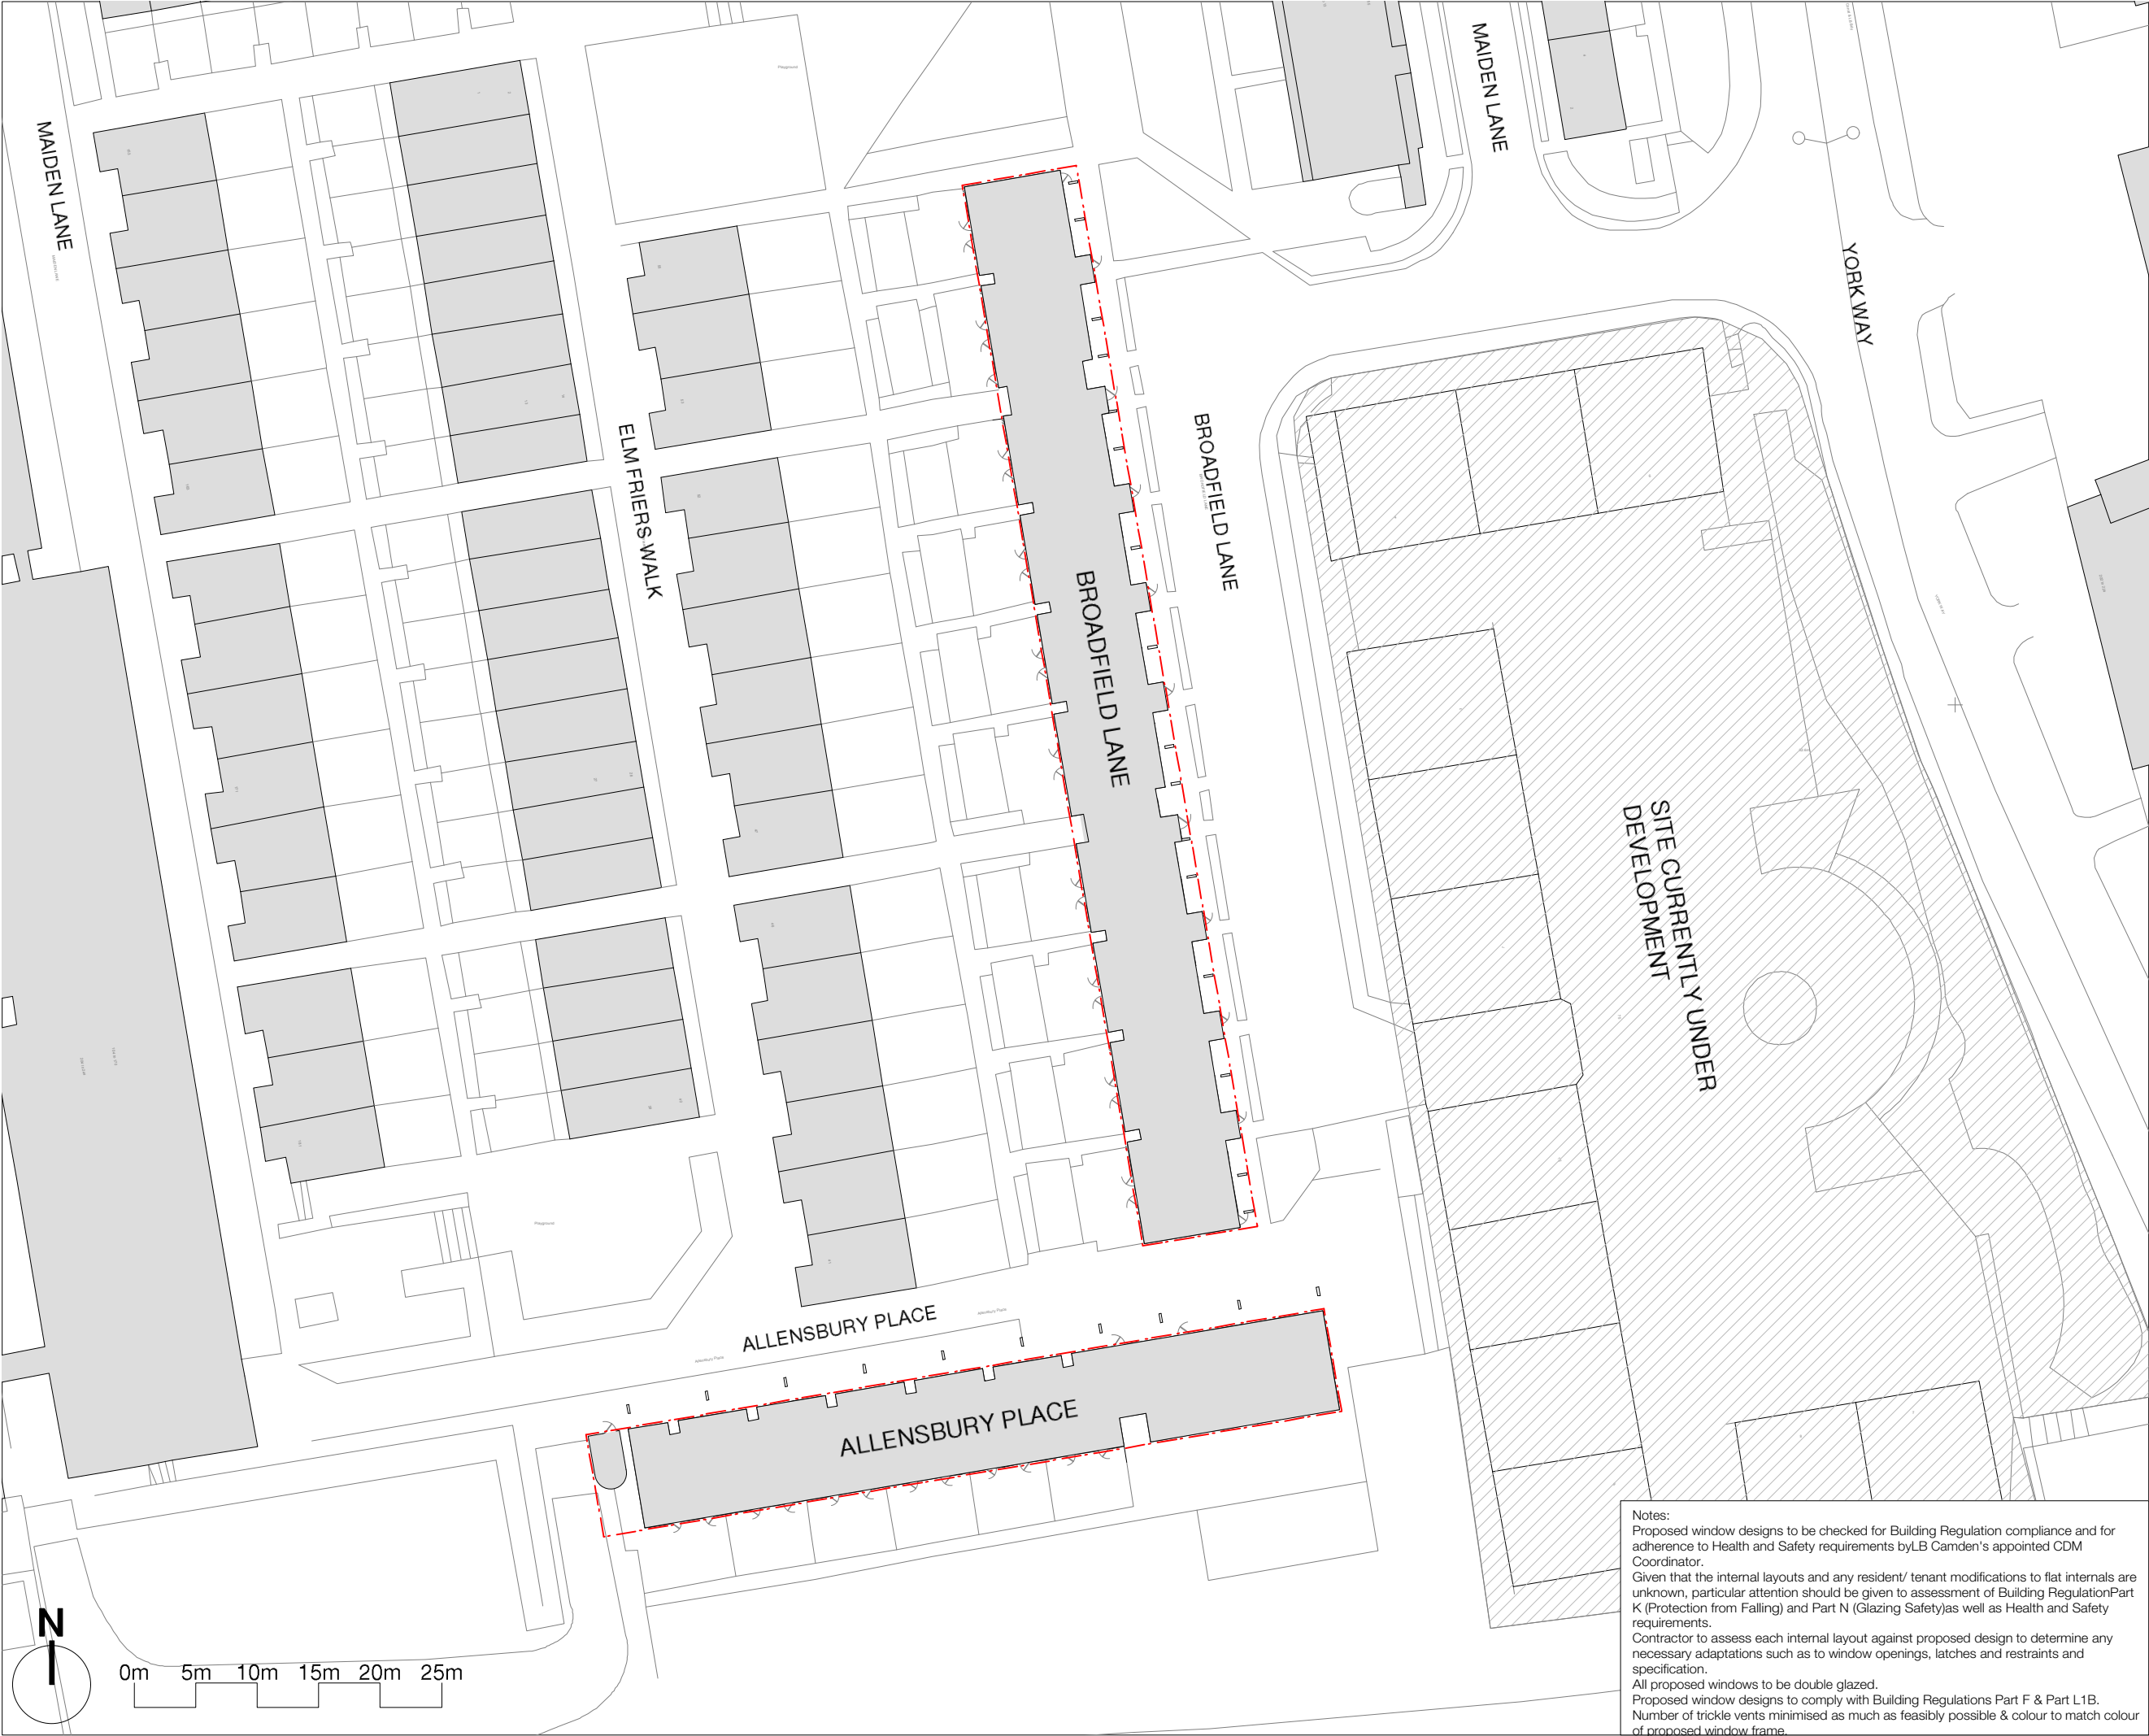 MAIDEN LANE
MAIDEN LANE
Playground
YORK WAY
ELM FRIERS WALK
BROADFIELD LANE
BROADFIELD LANE
SITE CURRENTLY UNDER
DEVELOPMENT
Playground
ALLENSBURY PLACE
Allensbury Place
Allensbury Place
ALLENSBURY PLACE
N
0m 5m 10m 15m 20m 25m
Notes:
Proposed window designs to be checked for Building Regulation compliance and for
adherence to Health and Safety requirements byLB Camden's appointed CDM
Coordinator.
Given that the internal layouts and any resident/ tenant modifications to flat internals are
unknown, particular attention should be given to assessment of Building RegulationPart
K (Protection from Falling) and Part N (Glazing Safety)as well as Health and Safety
requirements.
Contractor to assess each internal layout against proposed design to determine any
necessary adaptations such as to window openings, latches and restraints and
specification.
All proposed windows to be double glazed.
Proposed window designs to comply with Building Regulations Part F & Part L1B.
Number of trickle vents minimised as much as feasibly possible & colour to match colour
of proposed window frame.